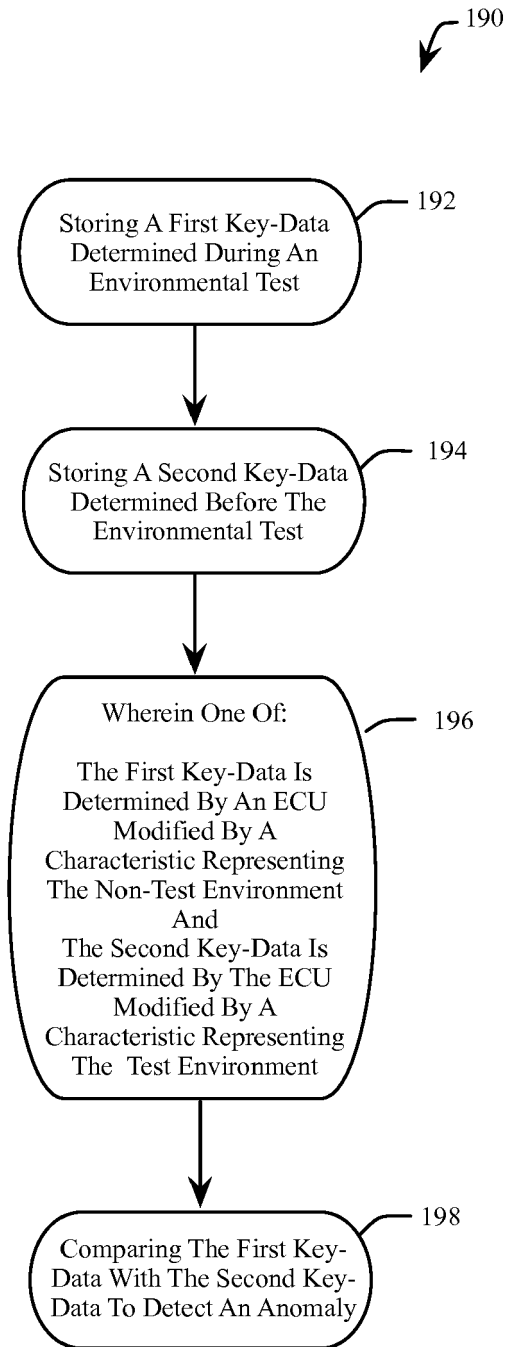 190
Storing A First Key-Data
Determined During An
Environmental Test
192
Storing A Second Key-Data
Determined Before The
Environmental Test
194
Wherein One Of:
The First Key-Data Is
Determined By An ECU
Modified By A
Characteristic Representing
The Non-Test Environment
And
The Second Key-Data Is
Determined By The ECU
Modified By A
Characteristic Representing
The Test Environment
196
Comparing The First Key-
Data With The Second Key-
Data To Detect An Anomaly
198